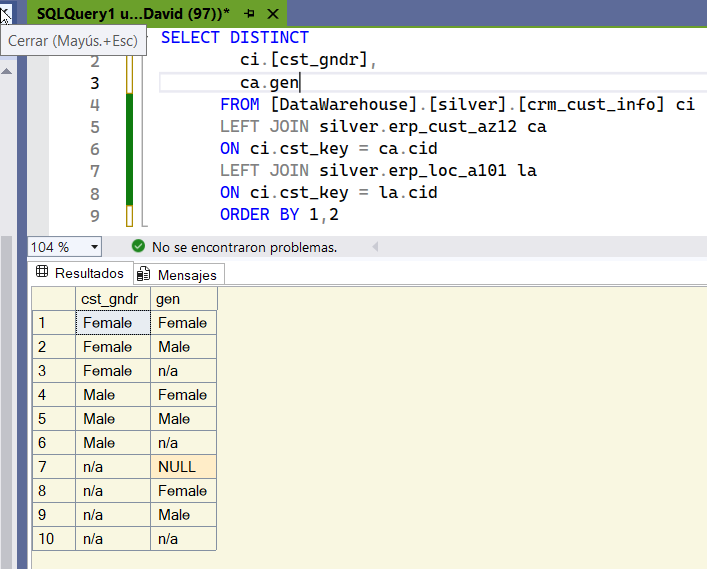 SQLQuery1 u...David (97))*
Cerrar (Mayús.+Esc)
SELECT DISTINCT
2 ci.[cst_gndr],
3 ca.gen
4 FROM [DataWarehouse].[silver].[crm_cust_info] ci
5 LEFT JOIN silver.erp_cust_az12 ca
6 ON ci.cst_key = ca.cid
7 LEFT JOIN silver.erp_loc_a101 la
8 ON ci.cst_key = la.cid
9 ORDER BY 1,2
104 % No se encontraron problemas.
Resultados Mensajes
cst_gndr gen
1 Female Female
2 Female Male
3 Female n/a
4 Male Female
5 Male Male
6 Male n/a
7 n/a NULL
8 n/a Female
9 n/a Male
10 n/a n/a